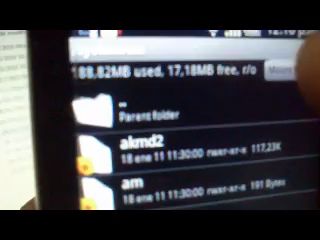 188,82MB used, 17,18MB free, r/o
..
Parent folder
akmd2
18 ene 11 11:30:00 rwxr-xr-x 117,23K
am
18 ene 11 11:30:00 rwxr-xr-x 191 Bytes